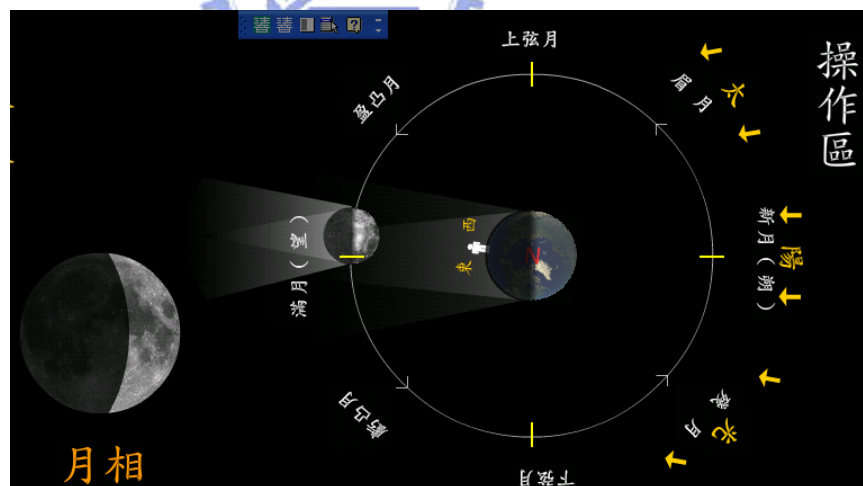 操作區
上弦月
盈凸月
眉月
太
新月（朔）
陽
滿月（望）
西
東
N
虧凸月
殘月
光
下弦月
月相